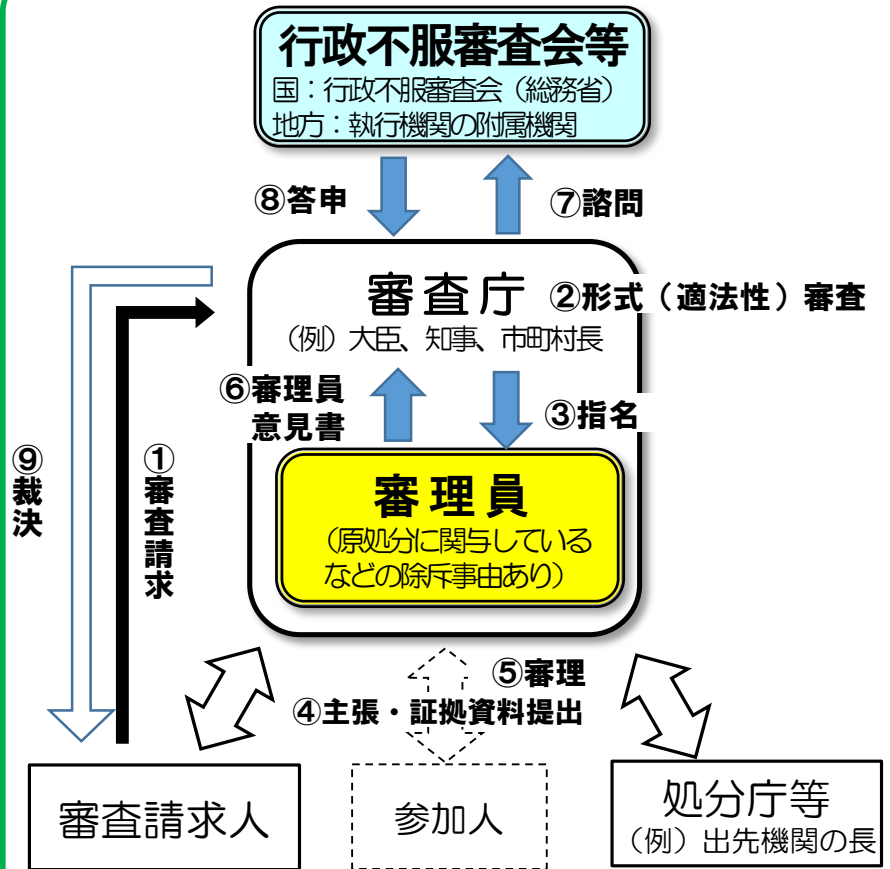 行政不服審査会等
国：行政不服審査会（総務省）
地方：執行機関の附属機関
⑧答申
⑦諮問
審査庁
②形式（適法性）審査
（例）大臣、知事、市町村長
⑥審理員
意見書
③指名
審理員
（原処分に関与している
などの除斥事由あり）
⑨裁決
①審査請求
⑤審理
④主張・証拠資料提出
審査請求人
参加人
処分庁等
（例）出先機関の長